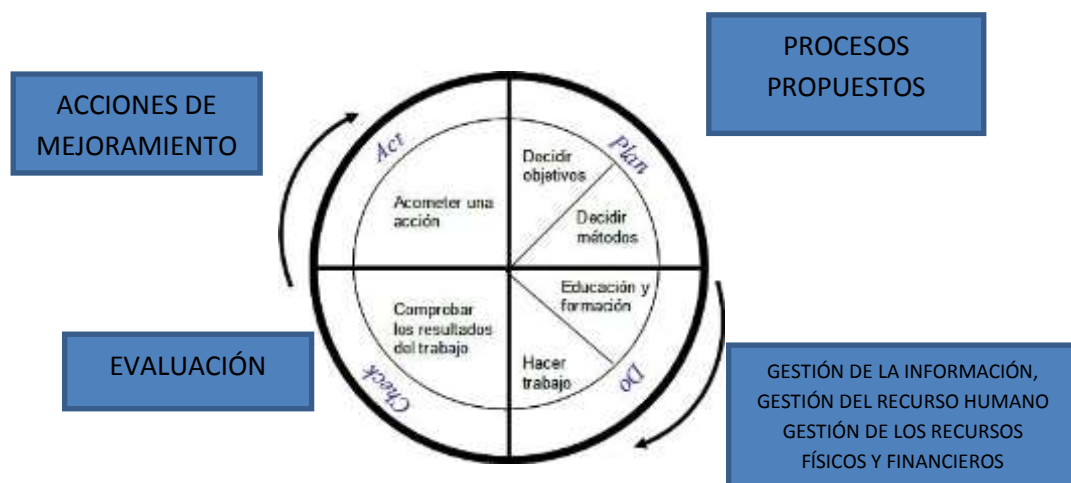 PROCESOS
PROPUESTOS
ACCIONES DE
MEJORAMIENTO
Act
Plan
Decidir
objetivos
Acometer una
acción
Decidir
métodos
Educación y
formación
Comprobar
los resultados
del trabajo
Hacer
trabajo
Check
Do
EVALUACIÓN
GESTIÓN DE LA INFORMACIÓN,
GESTIÓN DEL RECURSO HUMANO
GESTIÓN DE LOS RECURSOS
FÍSICOS Y FINANCIEROS